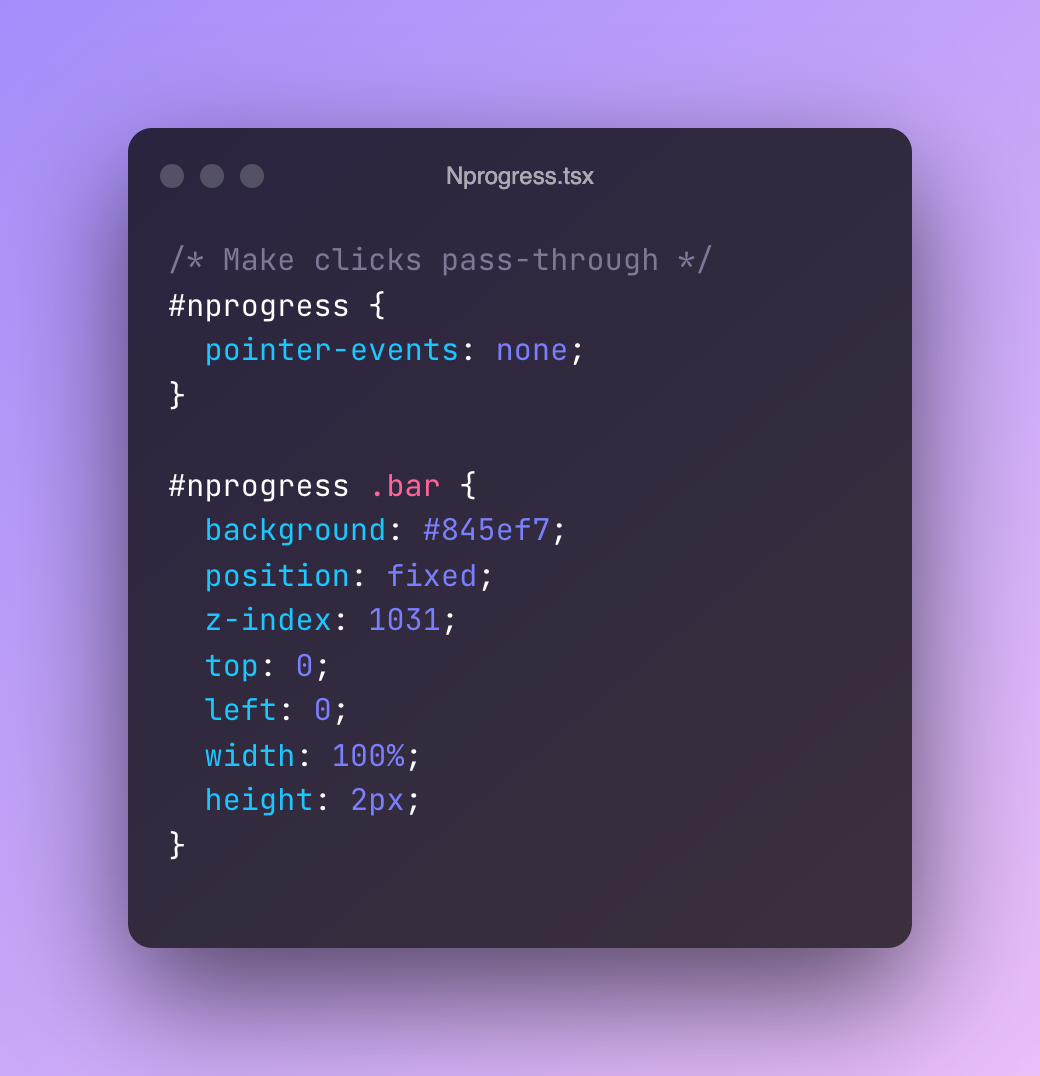 Nprogress.tsx
/* Make clicks pass-through */
#nprogress {
  pointer-events: none;
}
#nprogress .bar {
  background: #845ef7;
  position: fixed;
  z-index: 1031;
  top: 0;
  left: 0;
  width: 100%;
  height: 2px;
}